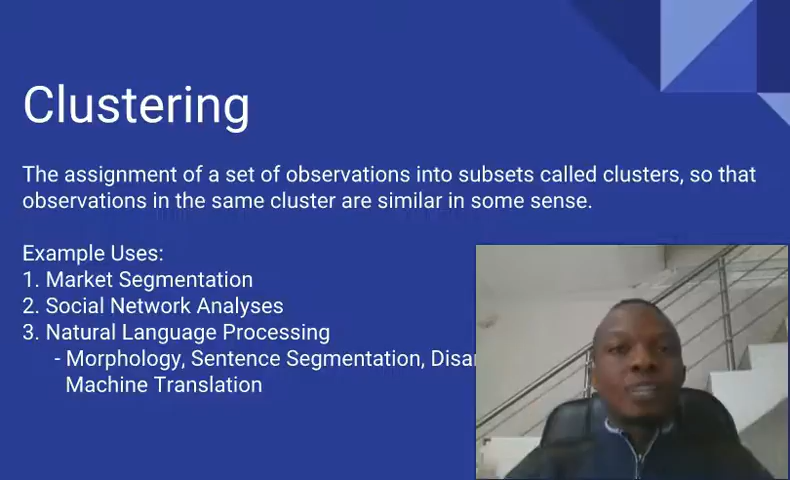 Clustering
The assignment of a set of observations into subsets called clusters, so that
observations in the same cluster are similar in some sense.
Example Uses:
1. Market Segmentation
2. Social Network Analyses
3. Natural Language Processing
- Morphology, Sentence Segmentation,
Machine Translation